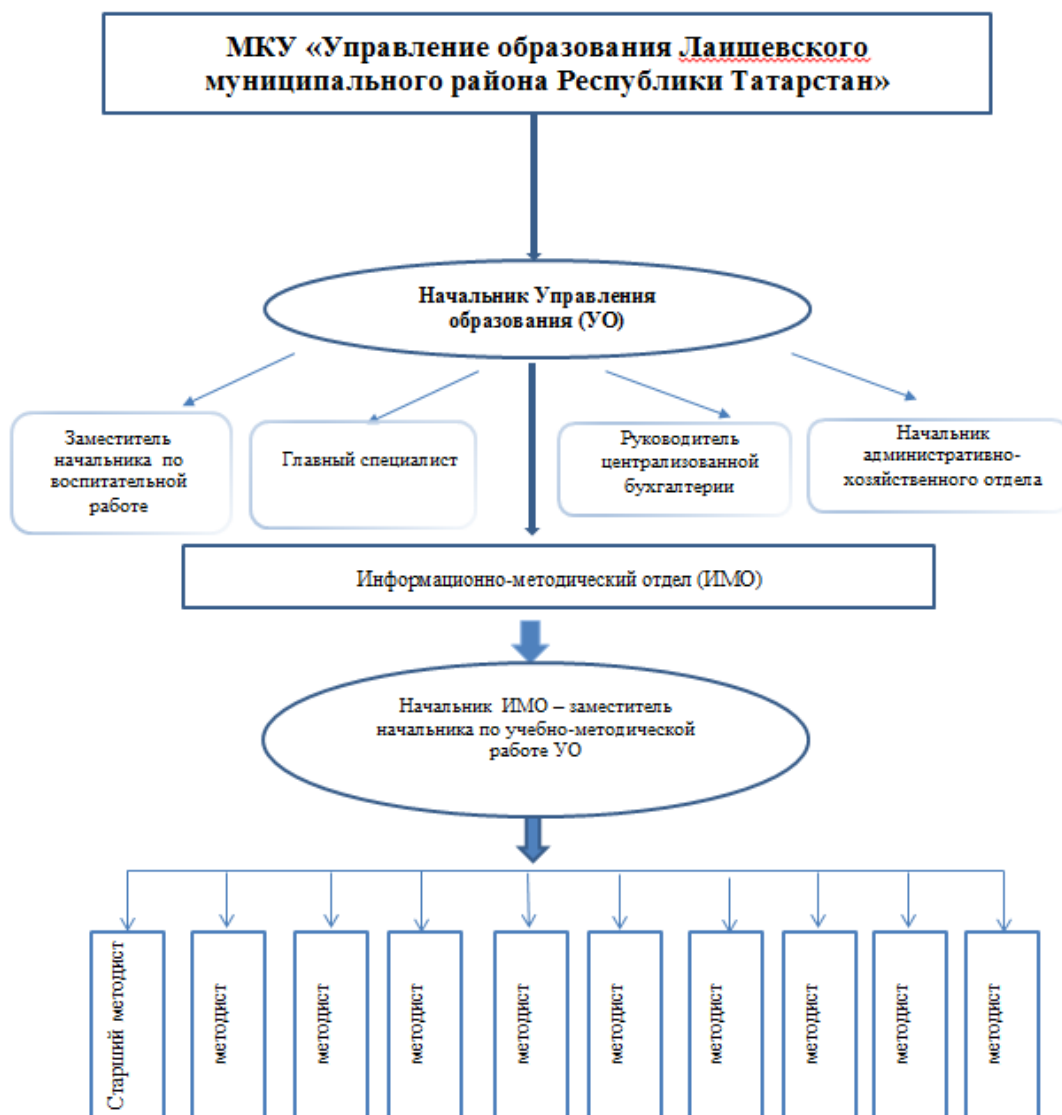 МКУ «Управление образования Лаишевского
муниципального района Республики Татарстан»
Начальник Управления
образования (УО)
Заместитель
начальника по
воспитательной
работе
Главный специалист
Руководитель
централизованной
бухгалтерии
Начальник
административно-
хозяйственного отдела
Информационно-методический отдел (ИМО)
Начальник ИМО – заместитель
начальника по учебно-методической
работе УО
Старший методист
методист
методист
методист
методист
методист
методист
методист
методист
методист